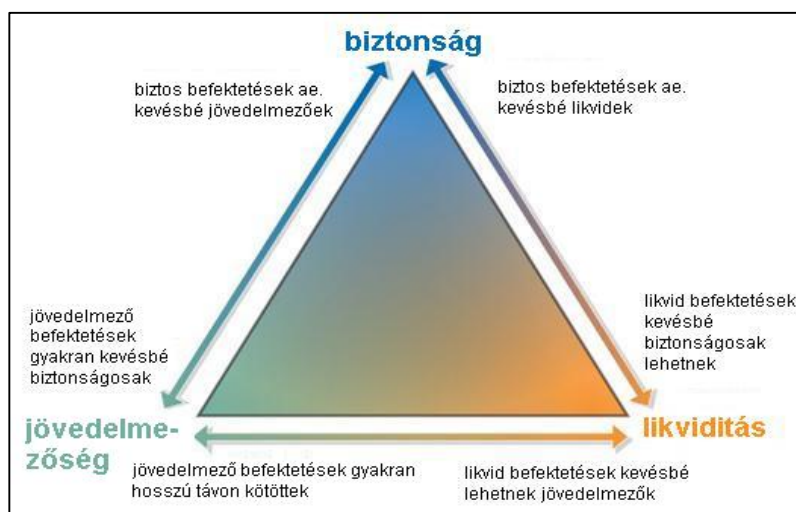 biztonság
biztos befektetések ae.
kevésbé jövedelmezőek
biztos befektetések ae.
kevésbé likvidek
jövedelmező
befektetések
gyakran kevésbé
biztonságosak
likvid befektetések
kevésbé
biztonságosak
lehetnek
jövedelme-
zőség
likviditás
jövedelmező befektetések gyakran
hosszú távon kötöttek
likvid befektetések kevésbé
lehetnek jövedelmezők